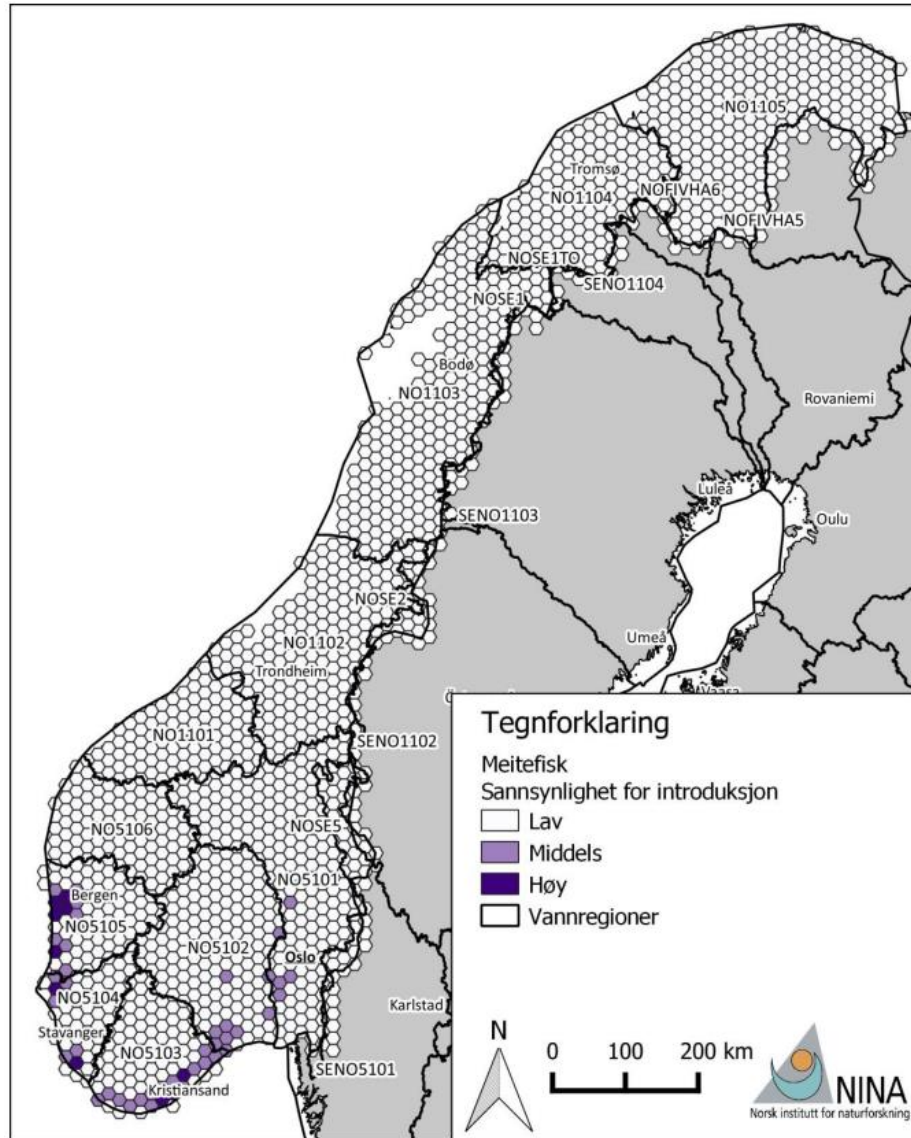 NO1105
Tromsø
NO1104
NOFIVHA6
NOFIVHA5
NOSE1TO
SENO1104
NOSE1
Bodø
NO1103
Rovaniemi
Luleå
SENO1103
Oulu
NOSE2
NO1102
Umeå
Trondheim
Vaasa
NO1101
SENO1102
NOSE5
NO5106
NO5101
Bergen
NO5105
NO5102
Oslo
NO5104
Karlstad
Stavanger
NO5103
SENO5101
Kristiansand
Tegnforklaring
Meitefisk
Sannsynlighet for introduksjon
Lav
Middels
Høy
Vannregioner
N
0 100 200 km
NINA
Norsk institutt for naturforskning